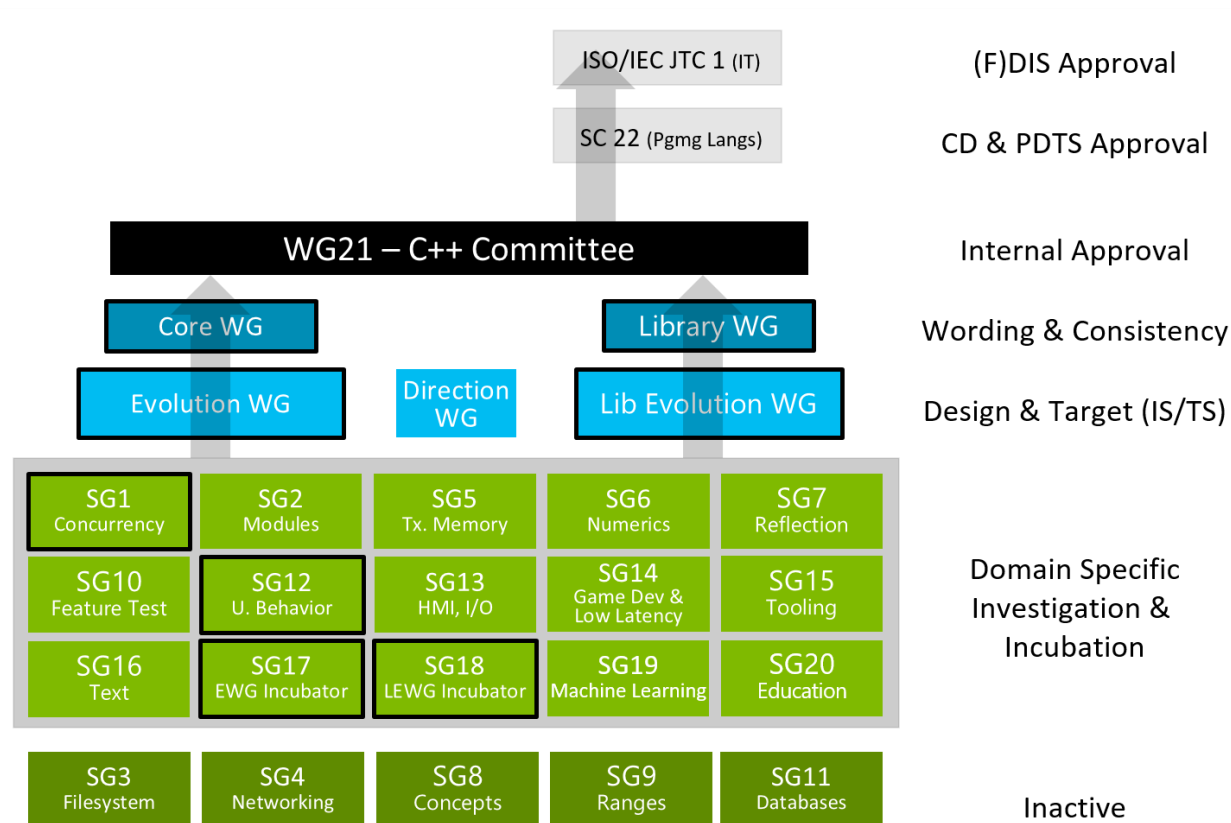 ISO/IEC JTC 1 (IT)
(F)DIS Approval
SC 22 (Pgmg Langs)
CD & PDTS Approval
WG21 – C++ Committee
Internal Approval
Core WG
Library WG
Wording & Consistency
Evolution WG
Direction
WG
Lib Evolution WG
Design & Target (IS/TS)
SG1
Concurrency
SG2
Modules
SG5
Tx. Memory
SG6
Numerics
SG7
Reflection
SG10
Feature Test
SG12
U. Behavior
SG13
HMI, I/O
SG14
Game Dev &
Low Latency
SG15
Tooling
SG16
Text
SG17
EWG Incubator
SG18
LEWG Incubator
SG19
Machine Learning
SG20
Education
Domain Specific
Investigation &
Incubation
SG3
Filesystem
SG4
Networking
SG8
Concepts
SG9
Ranges
SG11
Databases
Inactive